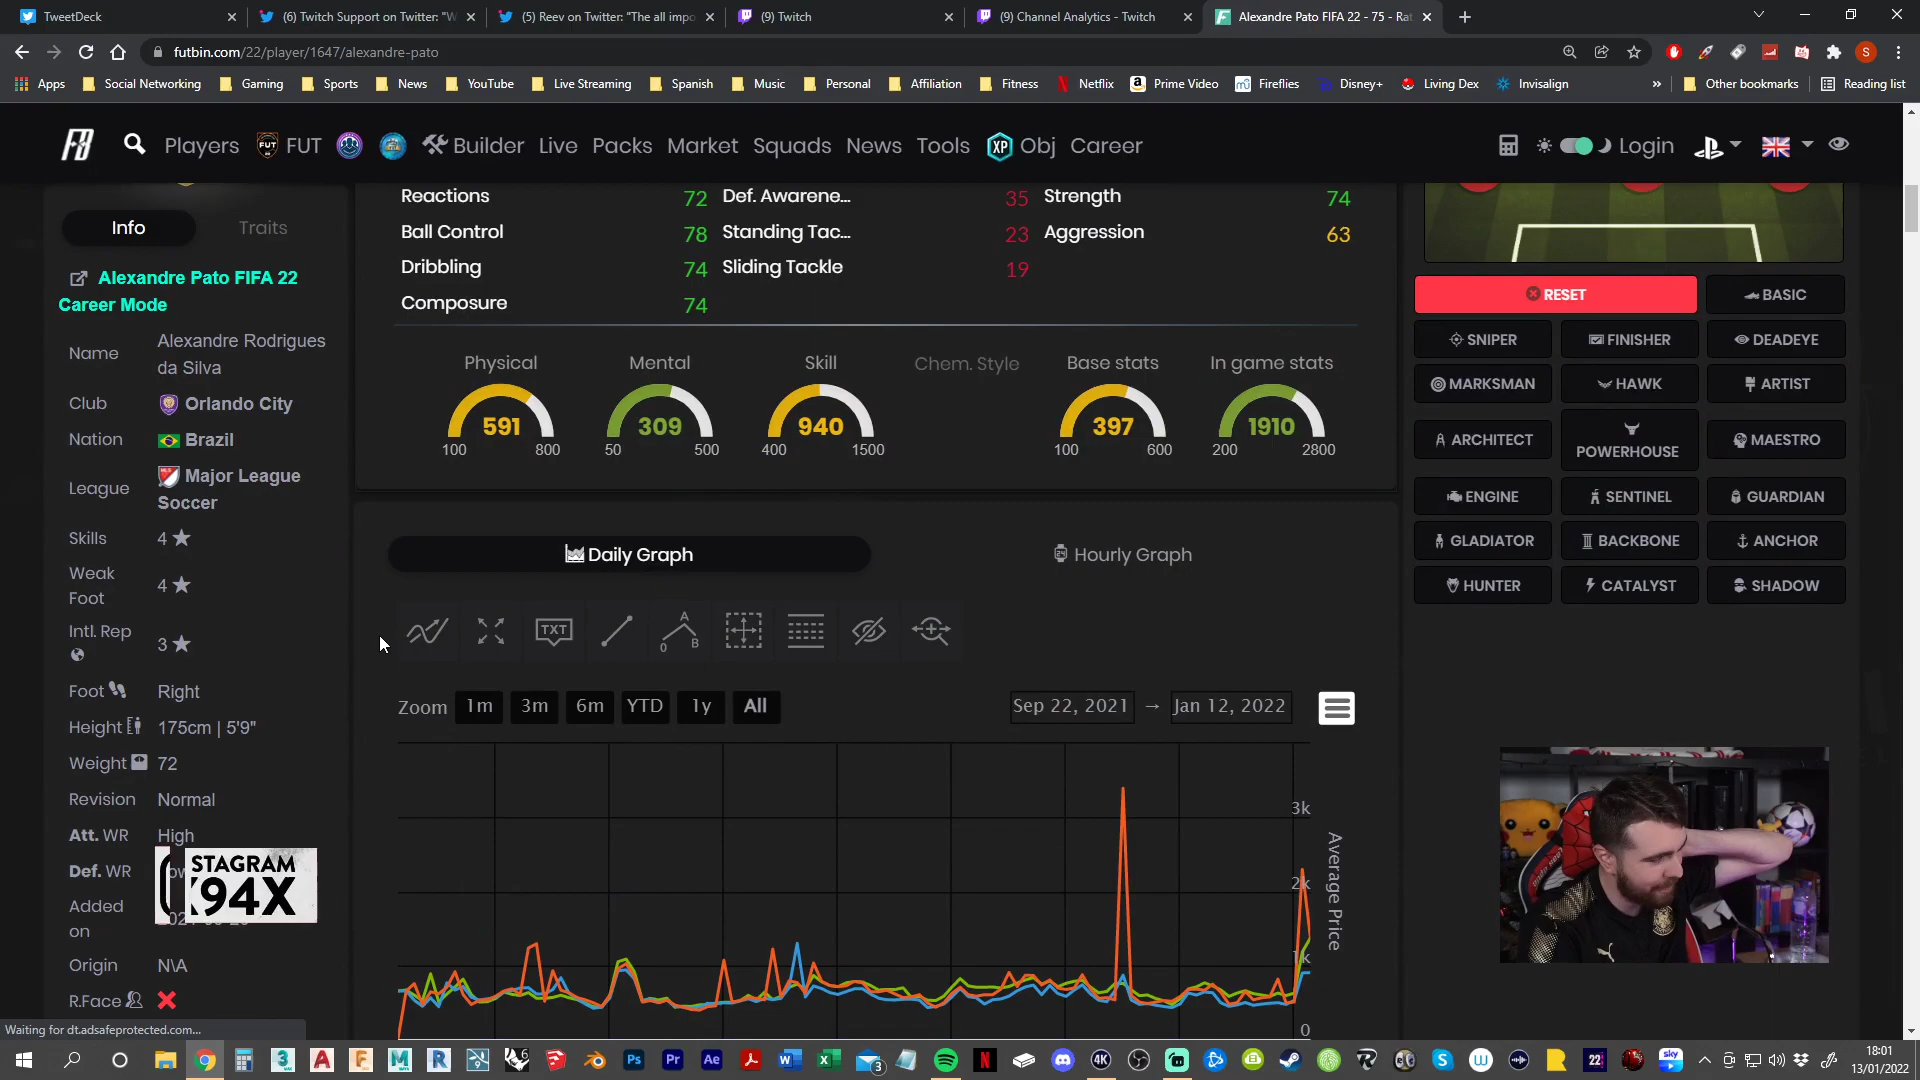 TweetDeck
(6) Twitch Support on Twitter: "W
(5) Reev on Twitter: "The all impo
(9) Twitch
(9) Channel Analytics - Twitch
Alexandre Pato FIFA 22 - 75 - Rat
futbin.com/22/player/1647/alexandre-pato
Apps
Social Networking
Gaming
Sports
News
YouTube
Live Streaming
Spanish
Music
Personal
Affiliation
Fitness
Netflix
Prime Video
Fireflies
Disney+
Living Dex
Invisalign
Other bookmarks
Reading list
Players
FUT
Builder
Live
Packs
Market
Squads
News
Tools
XP Obj
Career
Login
Info
Traits
Alexandre Pato FIFA 22
Career Mode
Name Alexandre Rodrigues
da Silva
Club Orlando City
Nation Brazil
League Major League
Soccer
Skills 4
Weak
Foot 4
Intl. Rep 3
Foot Right
Height 175cm | 5'9"
Weight 72
Revision Normal
Att. WR High
Def. WR
Added
on
Origin N\A
R.Face
STAGRAM
94X
Waiting for dt.adsafeprotected.com...
Reactions 72 Def. Awarene... 35 Strength 74
Ball Control 78 Standing Tac... 23 Aggression 63
Dribbling 74 Sliding Tackle 19
Composure 74
Physical Mental Skill Chem. Style Base stats In game stats
591 309 940 397 1910
100 800 50 500 400 1500 100 600 200 2800
Daily Graph
Hourly Graph
TXT
A
0 B
Zoom 1m 3m 6m YTD 1y All
Sep 22, 2021 → Jan 12, 2022
3k
2k
1k
0
Average Price
RESET
BASIC
SNIPER FINISHER DEADEYE
MARKSMAN HAWK ARTIST
ARCHITECT POWERHOUSE MAESTRO
ENGINE SENTINEL GUARDIAN
GLADIATOR BACKBONE ANCHOR
HUNTER CATALYST SHADOW
18:01
13/01/2022